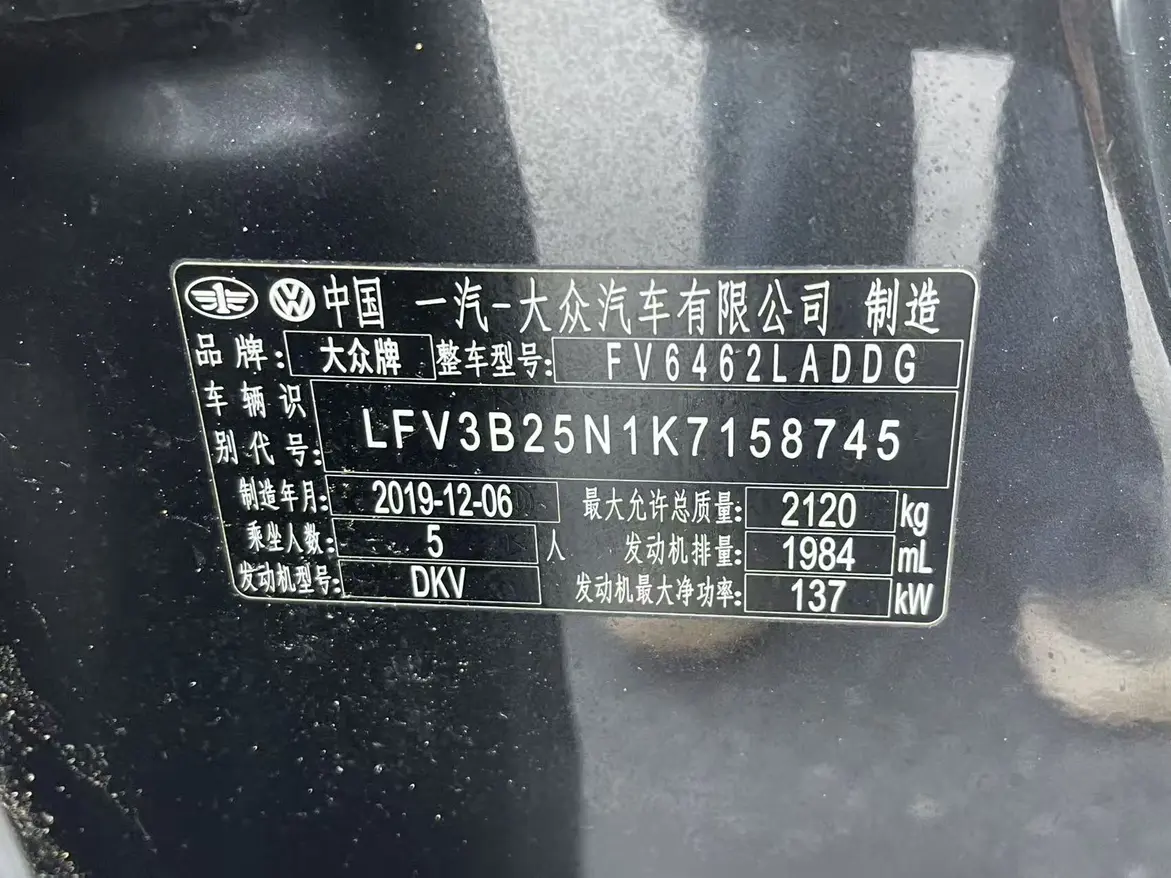 中国 一汽-大众汽车有限公司 制造
品牌: 大众牌 整车型号: FV6462LADDG
车辆识别代号: LFV3B25N1K7158745
制造年月: 2019-12-06 最大允许总质量: 2120 kg
乘坐人数: 5 人 发动机排量: 1984 mL
发动机型号: DKV 发动机最大净功率: 137 kW